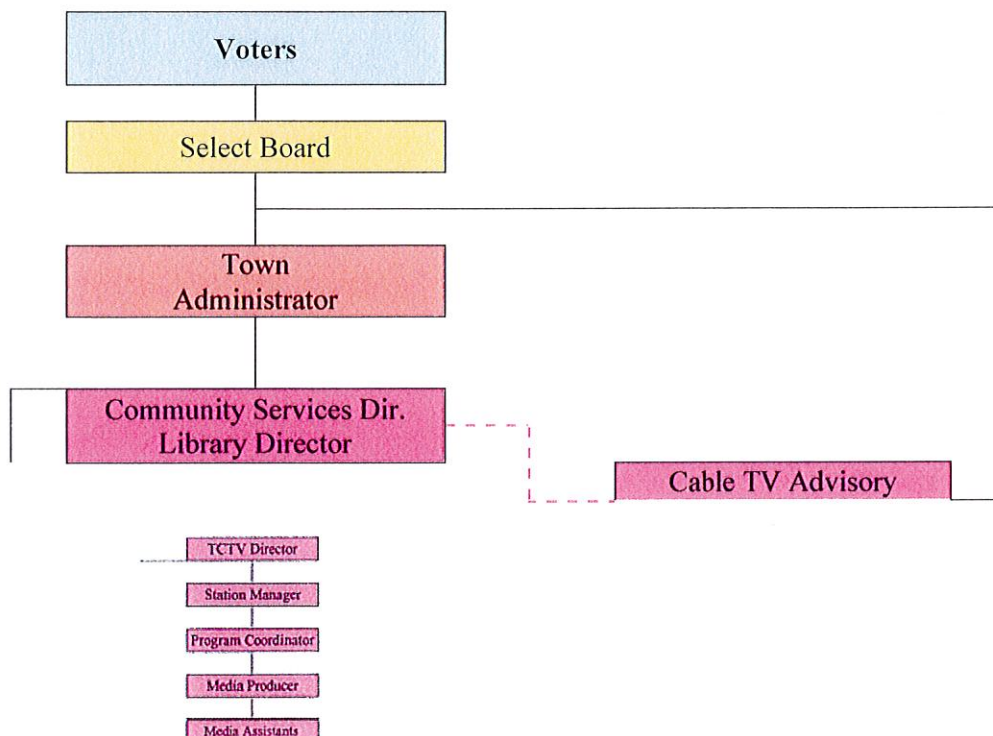 Voters
Select Board
Town
Administrator
Community Services Dir.
Library Director
Cable TV Advisory
TCTV Director
Station Manager
Program Coordinator
Media Producer
Media Assistants